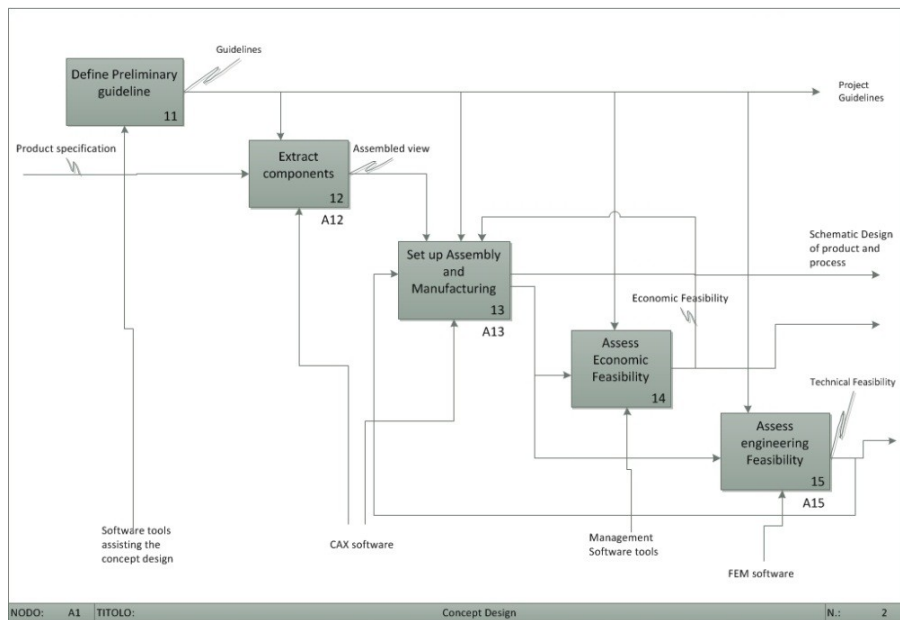 Guidelines
Define Preliminary
guideline
11
Project
Guidelines
Product specification
Extract
components
12
A12
Assembled view
Set up Assembly
and
Manufacturing
13
A13
Schematic Design
of product and
process
Economic Feasibility
Assess
Economic
Feasibility
14
Technical Feasibility
Assess
engineering
Feasibility
15
A15
Software tools
assisting the
concept design
CAX software
Management
Software tools
FEM software
NODO: A1 TITOLO: Concept Design N.: 2